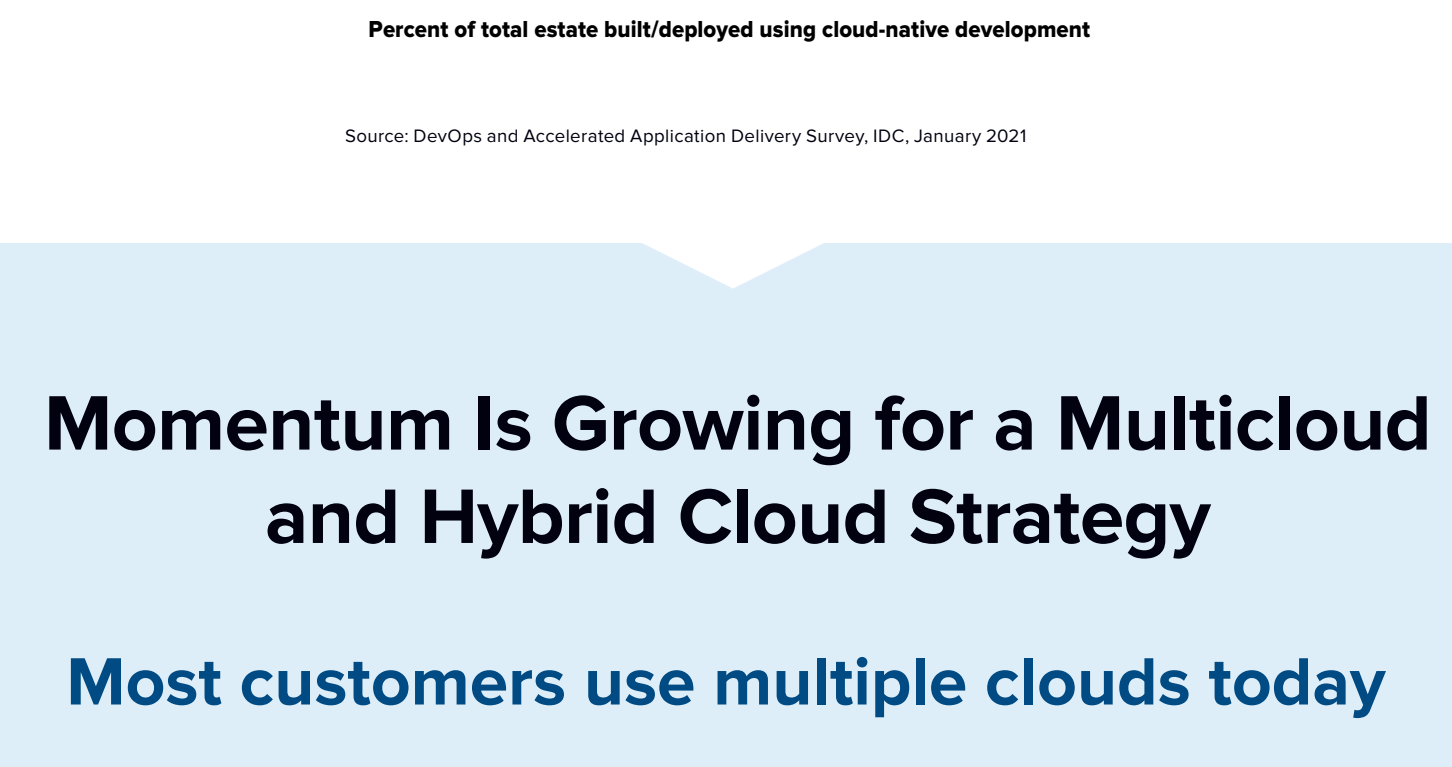 Percent of total estate built/deployed using cloud-native development
Source: DevOps and Accelerated Application Delivery Survey, IDC, January 2021
Momentum Is Growing for a Multicloud
and Hybrid Cloud Strategy
Most customers use multiple clouds today